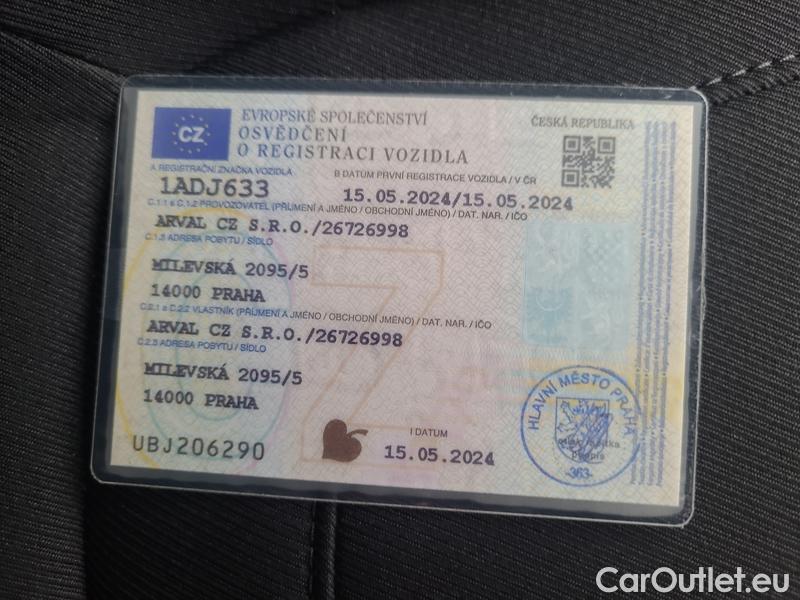 EVROPSKÉ SPOLEČENSTVÍ
OSVĚDČENÍ
O REGISTRACI VOZIDLA
ČESKÁ REPUBLIKA
CZ
A REGISTRAČNÍ ZNAČKA VOZIDLA
B DATUM PRVNÍ REGISTRACE VOZIDLA / V ČR
1ADJ633
15.05.2024/15.05.2024
C.1.1 a C.1.2 PROVOZOVATEL (PŘÍJMENÍ A JMÉNO / OBCHODNÍ JMÉNO) / DAT. NAR. / IČO
ARVAL CZ S.R.O./26726998
C.1.3 ADRESA POBYTU / SÍDLO
MILEVSKÁ 2095/5
14000 PRAHA
C.2.1 a C.2.2 VLASTNÍK (PŘÍJMENÍ A JMÉNO / OBCHODNÍ JMÉNO) / DAT. NAR. / IČO
ARVAL CZ S.R.O./26726998
C.2.3 ADRESA POBYTU / SÍDLO
MILEVSKÁ 2095/5
14000 PRAHA
UBJ206290
I DATUM
15.05.2024
HLAVNÍ MĚSTO PRAHA
podpis
-363-
CarOutlet.eu